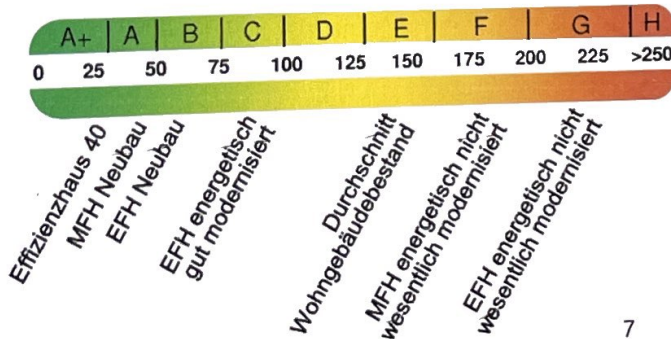 A+ A B C D E F G H
0 25 50 75 100 125 150 175 200 225 >250
Effizienzhaus 40
MFH Neubau
EFH Neubau
EFH energetisch
gut modernisiert
Durchschnitt
Wohngebäudebestand
MFH energetisch nicht
wesentlich modernisiert
EFH energetisch nicht
wesentlich modernisiert
7